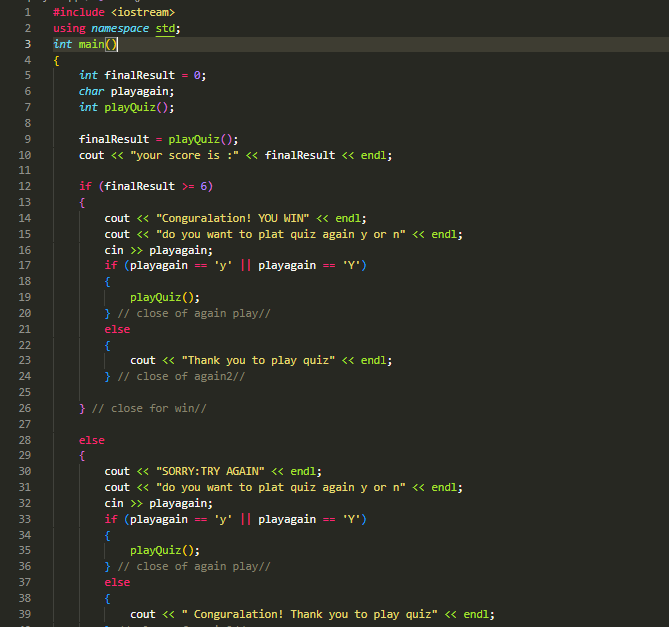 1 #include <iostream>
2 using namespace std;
3 int main()
4 {
5 int finalResult = 0;
6 char playagain;
7 int playQuiz();
8
9 finalResult = playQuiz();
10 cout << "your score is :" << finalResult << endl;
11
12 if (finalResult >= 6)
13 {
14 cout << "Conguralation! YOU WIN" << endl;
15 cout << "do you want to plat quiz again y or n" << endl;
16 cin >> playagain;
17 if (playagain == 'y' || playagain == 'Y')
18 {
19 playQuiz();
20 } // close of again play//
21 else
22 {
23 cout << "Thank you to play quiz" << endl;
24 } // close of again2//
25
26 } // close for win//
27
28 else
29 {
30 cout << "SORRY:TRY AGAIN" << endl;
31 cout << "do you want to plat quiz again y or n" << endl;
32 cin >> playagain;
33 if (playagain == 'y' || playagain == 'Y')
34 {
35 playQuiz();
36 } // close of again play//
37 else
38 {
39 cout << " Conguralation! Thank you to play quiz" << endl;